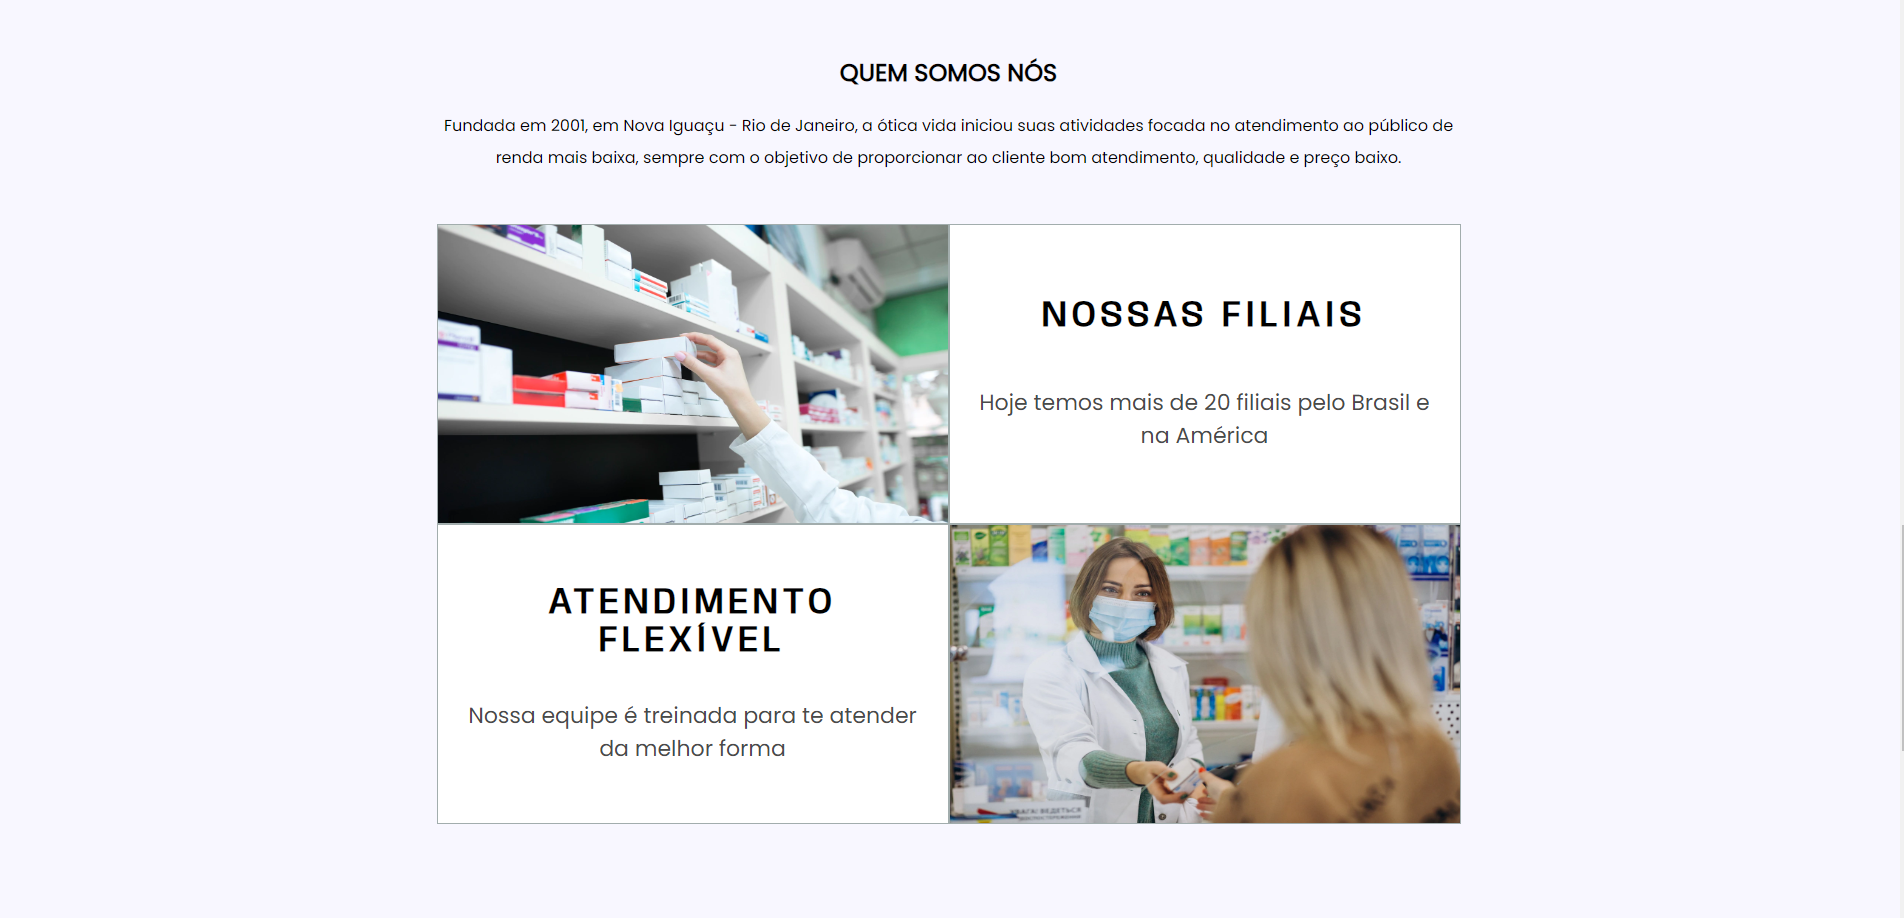 QUEM SOMOS NÓS
Fundada em 2001, em Nova Iguaçu - Rio de Janeiro, a ótica vida iniciou suas atividades focada no atendimento ao público de
renda mais baixa, sempre com o objetivo de proporcionar ao cliente bom atendimento, qualidade e preço baixo.
NOSSAS FILIAIS
Hoje temos mais de 20 filiais pelo Brasil e
na América
ATENDIMENTO
FLEXÍVEL
Nossa equipe é treinada para te atender
da melhor forma